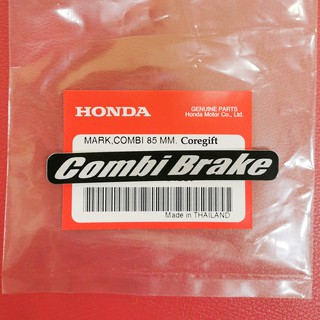 HONDA
GENUINE PARTS
Honda Motor Co., Ltd.
MARK,COMBI 85 MM. Coregift
Combi Brake
Made in THAILAND